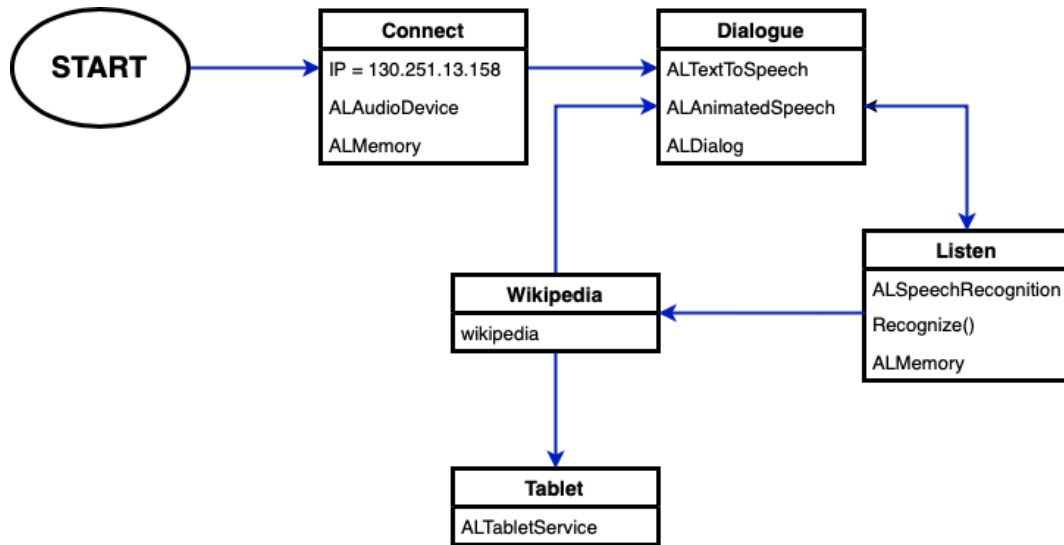 START
Connect
IP = 130.251.13.158
ALAudioDevice
ALMemory
Dialogue
ALTextToSpeech
ALAnimatedSpeech
ALDialog
Listen
ALSpeechRecognition
Recognize()
ALMemory
Wikipedia
wikipedia
Tablet
ALTabletService